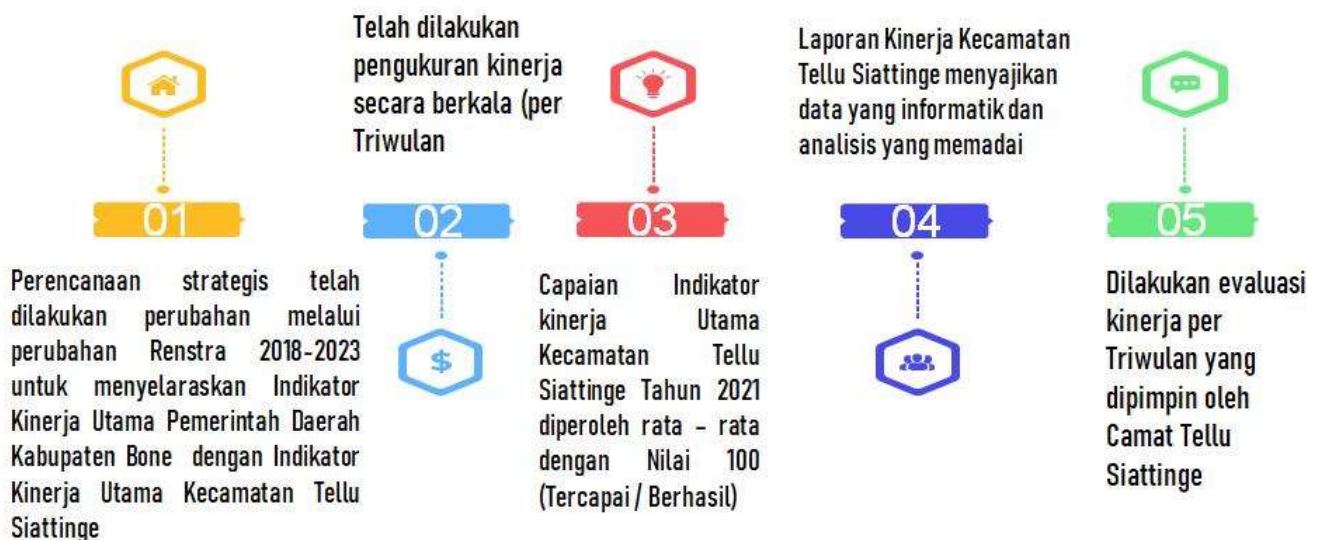 01
Perencanaan strategis telah
dilakukan perubahan melalui
perubahan Renstra 2018-2023
untuk menyelaraskan Indikator
Kinerja Utama Pemerintah Daerah
Kabupaten Bone dengan Indikator
Kinerja Utama Kecamatan Tellu
Siattinge
Telah dilakukan
pengukuran kinerja
secara berkala (per
Triwulan
02
$
03
Capaian Indikator
kinerja Utama
Kecamatan Tellu
Siattinge Tahun 2021
diperoleh rata – rata
dengan Nilai 100
(Tercapai / Berhasil)
Laporan Kinerja Kecamatan
Tellu Siattinge menyajikan
data yang informatik dan
analisis yang memadai
04
05
Dilakukan evaluasi
kinerja per
Triwulan yang
dipimpin oleh
Camat Tellu
Siattinge